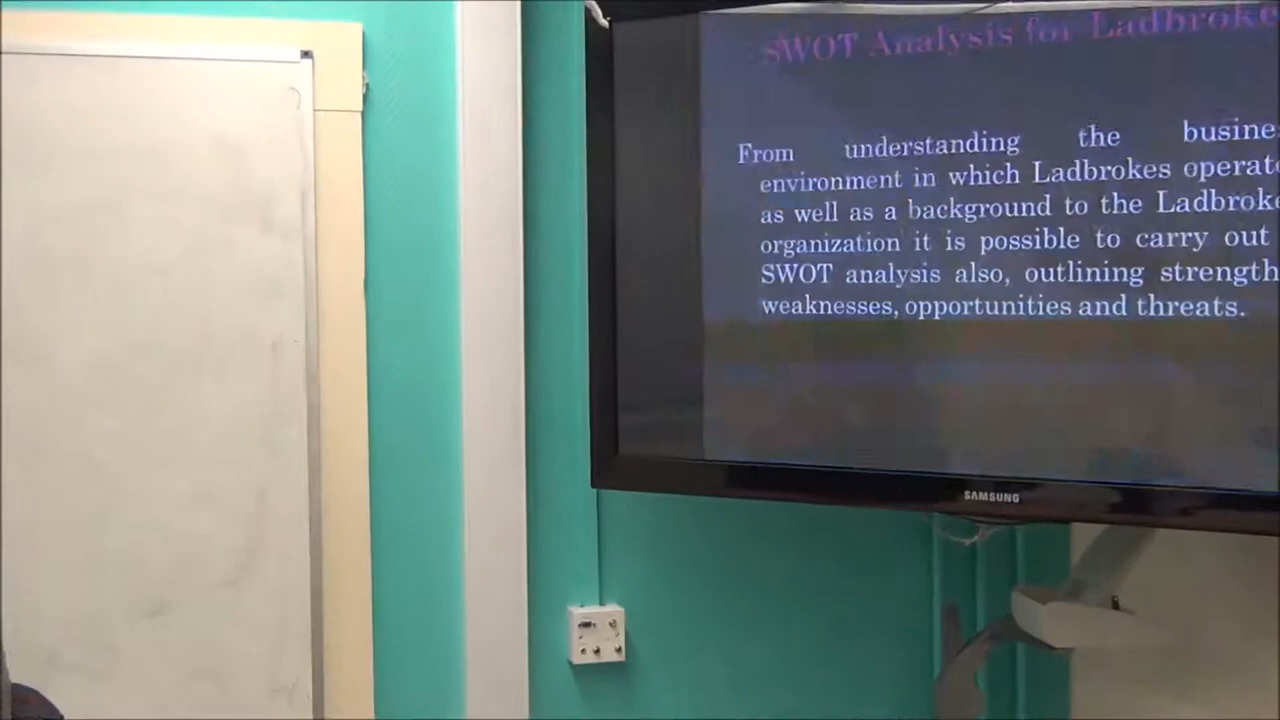 SWOT Analysis for Ladbroke
From understanding the busine
environment in which Ladbrokes operat
as well as a background to the Ladbroke
organization it is possible to carry out
SWOT analysis also, outlining strength
weaknesses, opportunities and threats.
SAMSUNG